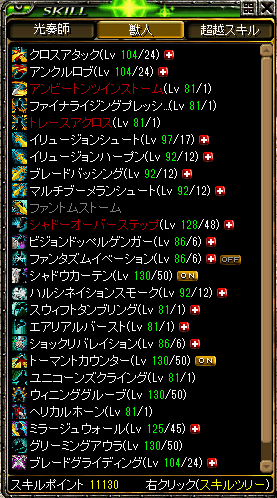 SKILL
光奏師 獣人 超越スキル
クロスアタック(Lv 104/24)
アンクルロブ(Lv 104/24)
アンビートンツインストーム(Lv 81/1)
ファイナライジングブレッシ..(Lv 81/1)
トレースアクロス(Lv 81/1)
イリュージョンシュート(Lv 97/17)
イリュージョンハーブン(Lv 92/12)
ブレードバッシング(Lv 92/12)
マルチブーメランシュート(Lv 92/12)
ファントムストーム
シャドーオーバーステップ(Lv 128/48)
ビジョンドッペルゲンガー(Lv 86/6)
ファンタズムイベーション(Lv 86/6) OFF
シャドウカーテン(Lv 130/50) ON
ハルシネイションスモーク(Lv 92/12)
スウィフトタンブリング(Lv 81/1)
エアリアルバースト(Lv 81/1)
ショックリバレイション(Lv 86/6)
トーマントカウンター(Lv 130/50) ON
ユニコーンズクライング(Lv 81/1)
ウィニンググルーブ(Lv 130/50)
ヘリカルホーン(Lv 81/1)
ミラージュウォール(Lv 125/45)
グリーミングアウラ(Lv 130/50)
ブレードグライディング(Lv 104/24)
スキルポイント 11130 右クリック(スキルツリー)